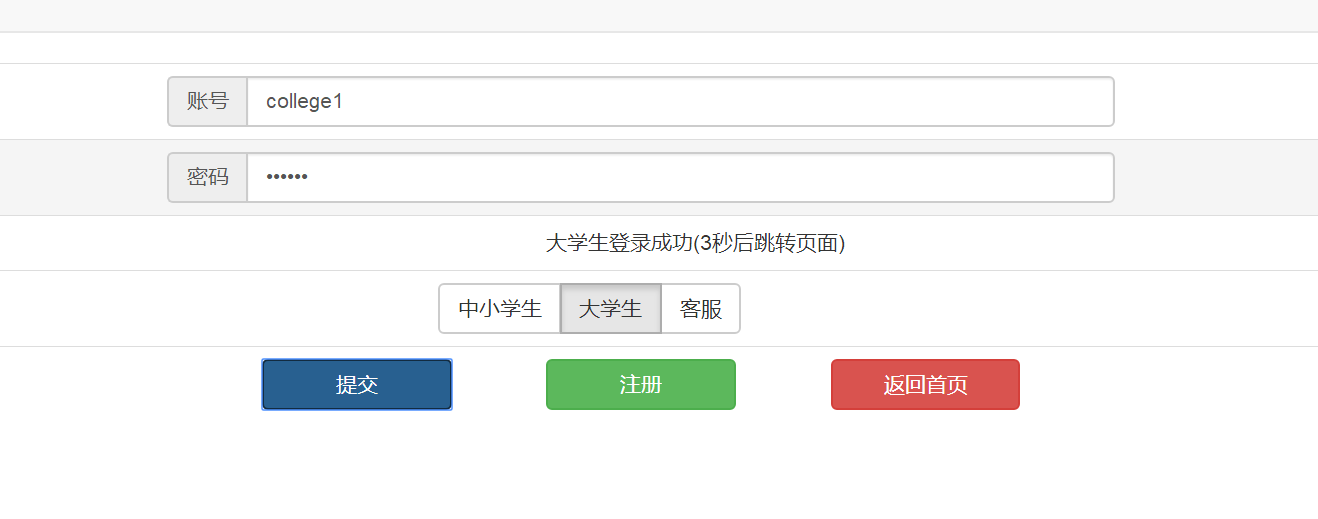 账号 college1
密码 ••••••
大学生登录成功(3秒后跳转页面)
中小学生 大学生 客服
提交 注册 返回首页